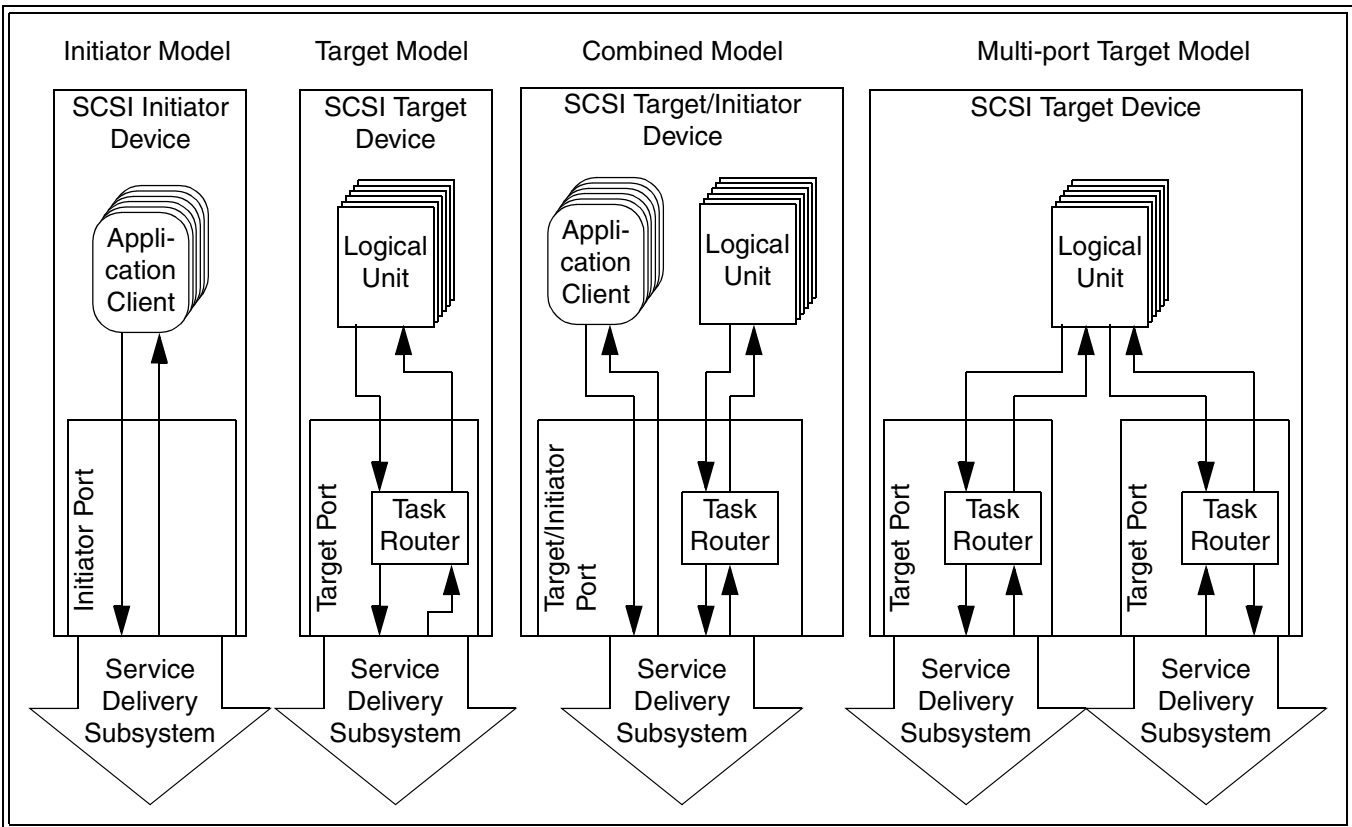 Initiator Model
Target Model
Combined Model
Multi-port Target Model
SCSI Initiator
Device
SCSI Target
Device
SCSI Target/Initiator
Device
SCSI Target Device
Appli-
cation
Client
Logical
Unit
Appli-
cation
Client
Logical
Unit
Logical
Unit
Initiator Port
Target Port
Task
Router
Target/Initiator
Port
Task
Router
Target Port
Task
Router
Target Port
Task
Router
Service
Delivery
Subsystem
Service
Delivery
Subsystem
Service
Delivery
Subsystem
Service
Delivery
Subsystem
Service
Delivery
Subsystem